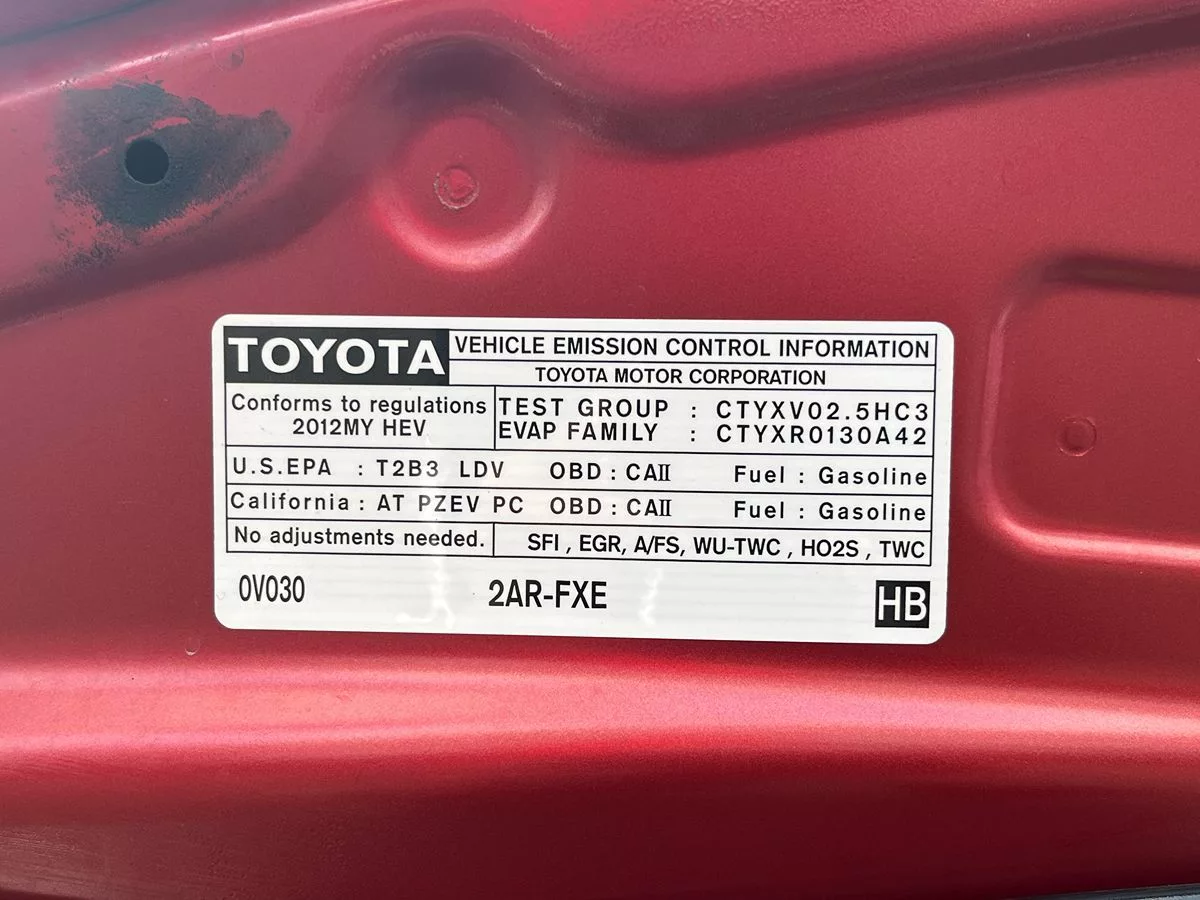 TOYOTA VEHICLE EMISSION CONTROL INFORMATION
TOYOTA MOTOR CORPORATION
Conforms to regulations
2012MY HEV
TEST GROUP : CTYXV02.5HC3
EVAP FAMILY : CTYXR0130A42
U.S.EPA : T2B3 LDV OBD : CAII Fuel : Gasoline
California : AT PZEV PC OBD : CAII Fuel : Gasoline
No adjustments needed. SFI , EGR, A/FS, WU-TWC , HO2S , TWC
0V030 2AR-FXE HB